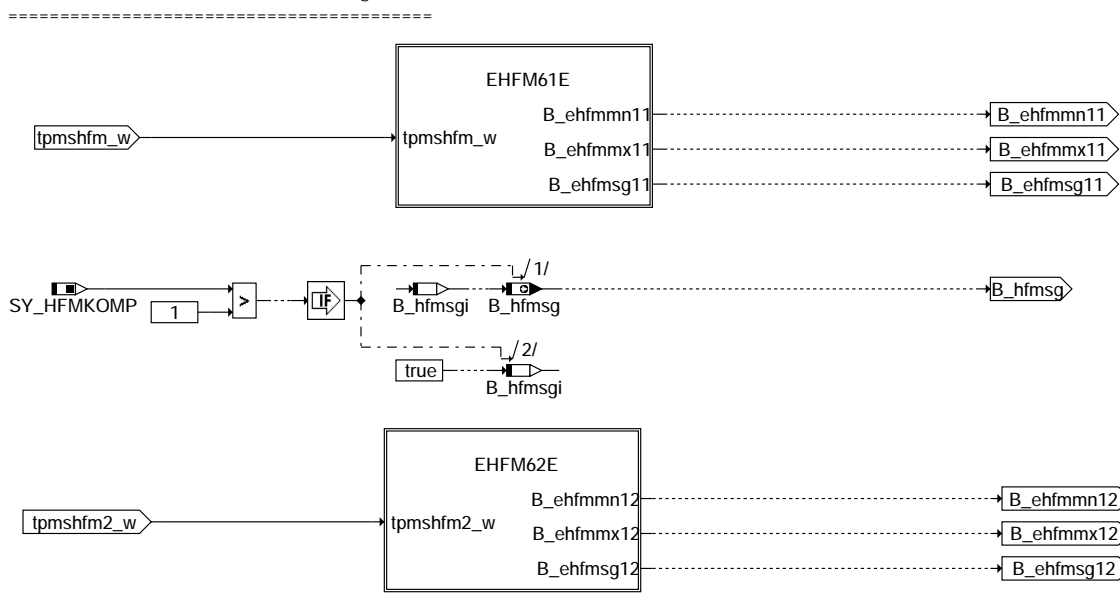 ========================================
EHFM61E
B_ehfmmn11 B_ehfmmn11
tpmshfm_w tpmshfm_w B_ehfmmx11 B_ehfmmx11
B_ehfmsg11 B_ehfmsg11
/1/
SY_HFMKOMP > IF B_hfmsgi B_hfmsg B_hfmsg
1
/2/
true
B_hfmsgi
EHFM62E
B_ehfmmn12 B_ehfmmn12
tpmshfm2_w tpmshfm2_w B_ehfmmx12 B_ehfmmx12
B_ehfmsg12 B_ehfmsg12